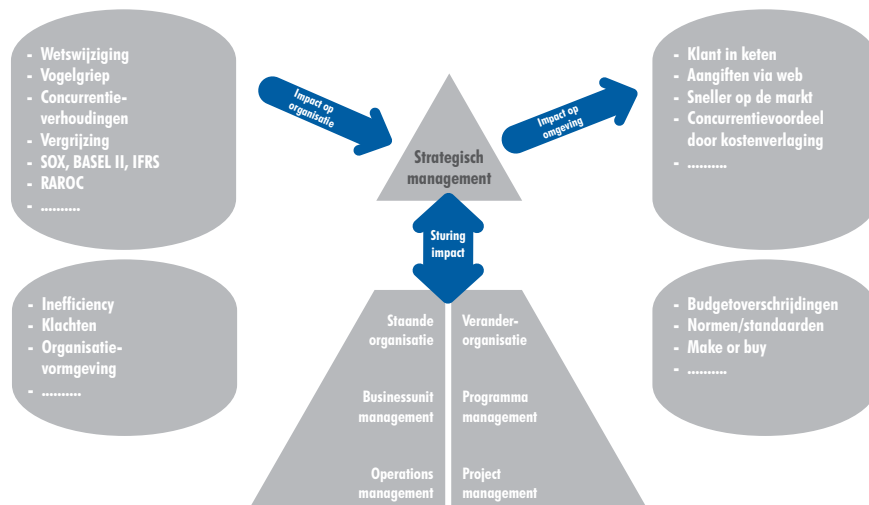 - Wetswijziging
- Vogelgriep
- Concurrentie-
verhoudingen
- Vergrijzing
- SOX, BASEL II, IFRS
- RAROC
- ..........
Impact op
organisatie
Strategisch
management
Impact op
omgeving
- Klant in keten
- Aangiften via web
- Sneller op de markt
- Concurrentievoordeel
door kostenverlaging
- ..........
Sturing
impact
- Inefficiency
- Klachten
- Organisatie-
vormgeving
- ..........
Staande
organisatie
Verander-
organisatie
Businessunit
management
Programma
management
Operations
management
Project
management
- Budgetoverschrijdingen
- Normen/standaarden
- Make or buy
- ..........